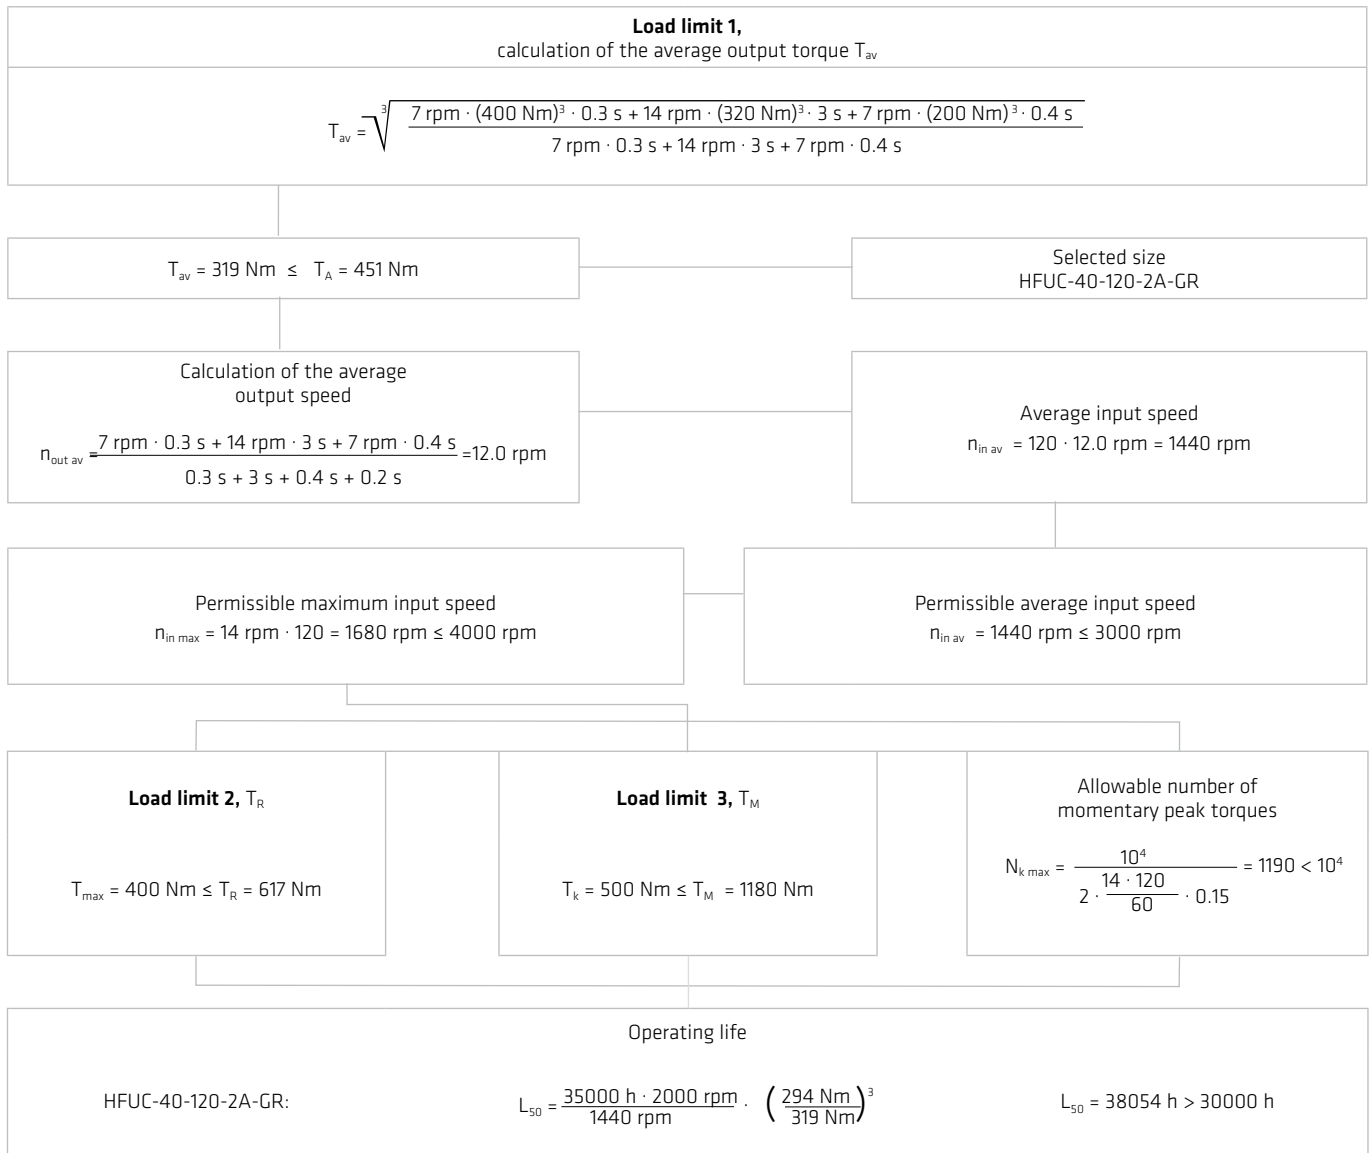 Load limit 1,
calculation of the average output torque T_av
T_av = ∛ 7 rpm · (400 Nm)³ · 0.3 s + 14 rpm · (320 Nm)³ · 3 s + 7 rpm · (200 Nm)³ · 0.4 s
7 rpm · 0.3 s + 14 rpm · 3 s + 7 rpm · 0.4 s
T_av = 319 Nm ≤ T_A = 451 Nm
Selected size
HFUC-40-120-2A-GR
Calculation of the average
output speed
n_out av = 7 rpm · 0.3 s + 14 rpm · 3 s + 7 rpm · 0.4 s =12.0 rpm
0.3 s + 3 s + 0.4 s + 0.2 s
Average input speed
n_in av = 120 · 12.0 rpm = 1440 rpm
Permissible maximum input speed
n_in max = 14 rpm · 120 = 1680 rpm ≤ 4000 rpm
Permissible average input speed
n_in av = 1440 rpm ≤ 3000 rpm
Load limit 2, T_R
T_max = 400 Nm ≤ T_R = 617 Nm
Load limit 3, T_M
T_k = 500 Nm ≤ T_M = 1180 Nm
Allowable number of
momentary peak torques
N_k max = 10⁴ = 1190 < 10⁴
2 · 14 · 120 · 0.15
60
Operating life
HFUC-40-120-2A-GR:
L_50 = 35000 h · 2000 rpm · (294 Nm)³
1440 rpm 319 Nm
L_50 = 38054 h > 30000 h